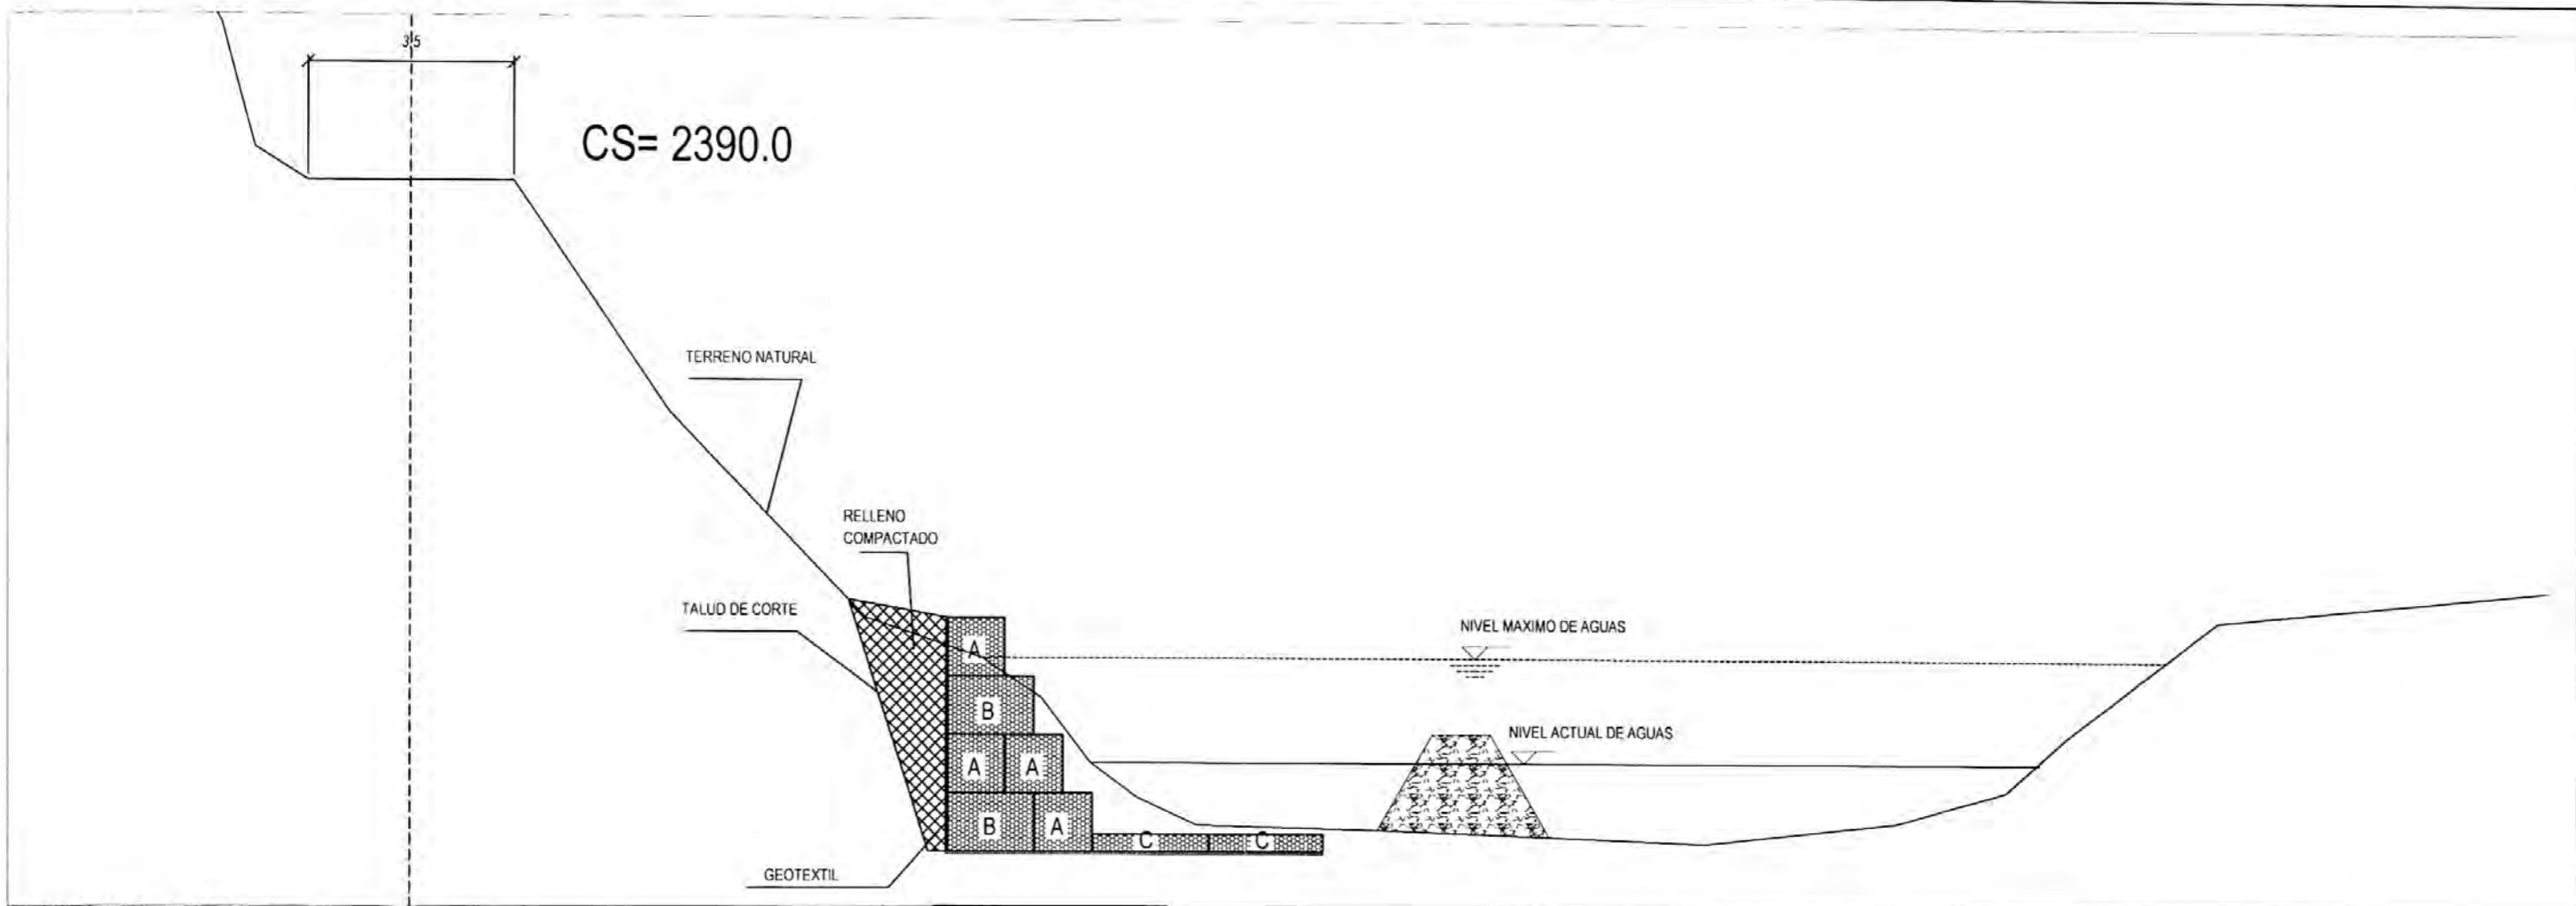 3.5
CS= 2390.0
TERRENO NATURAL
RELLENO
COMPACTADO
TALUD DE CORTE
NIVEL MAXIMO DE AGUAS
A
B
NIVEL ACTUAL DE AGUAS
A A
B A C C
GEOTEXTIL